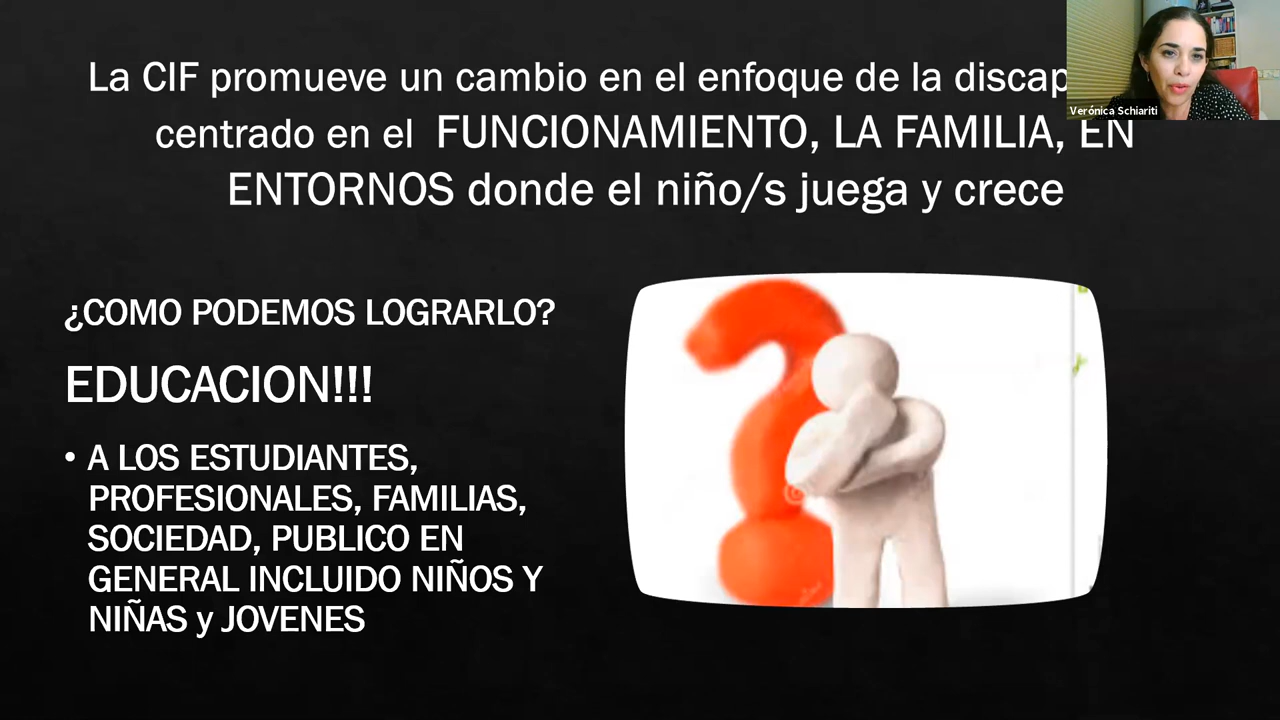 La CIF promueve un cambio en el enfoque de la discap
centrado en el FUNCIONAMIENTO, LA FAMILIA, EN
ENTORNOS donde el niño/s juega y crece
Verónica Schiariti
¿COMO PODEMOS LOGRARLO?
EDUCACION!!!
• A LOS ESTUDIANTES,
PROFESIONALES, FAMILIAS,
SOCIEDAD, PUBLICO EN
GENERAL INCLUIDO NIÑOS Y
NIÑAS y JOVENES